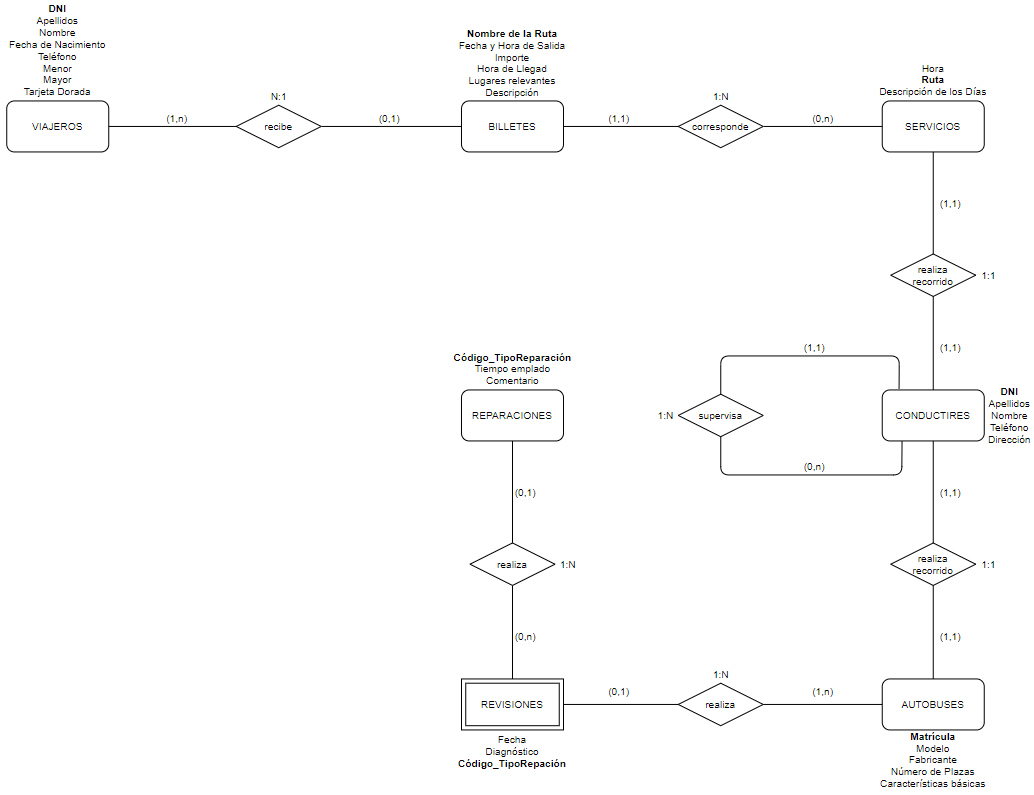 DNI
Apellidos
Nombre
Fecha de Nacimiento
Teléfono
Menor
Mayor
Tarjeta Dorada
VIAJEROS
(1,n)
N:1
recibe
(0,1)
Nombre de la Ruta
Fecha y Hora de Salida
Importe
Hora de Llegad
Lugares relevantes
Descripción
BILLETES
(1,1)
1:N
corresponde
(0,n)
Hora
Ruta
Descripción de los Días
SERVICIOS
(1,1)
realiza
recorrido
1:1
(1,1)
Código_TipoReparación
Tiempo emplado
Comentario
REPARACIONES
(1,1)
1:N
supervisa
(0,n)
CONDUCTIRES
DNI
Apellidos
Nombre
Teléfono
Dirección
(0,1)
realiza
1:N
(0,n)
(1,1)
realiza
recorrido
1:1
(1,1)
REVISIONES
Fecha
Diagnóstico
Código_TipoRepación
(0,1)
1:N
realiza
(1,n)
AUTOBUSES
Matrícula
Modelo
Fabricante
Número de Plazas
Características básicas